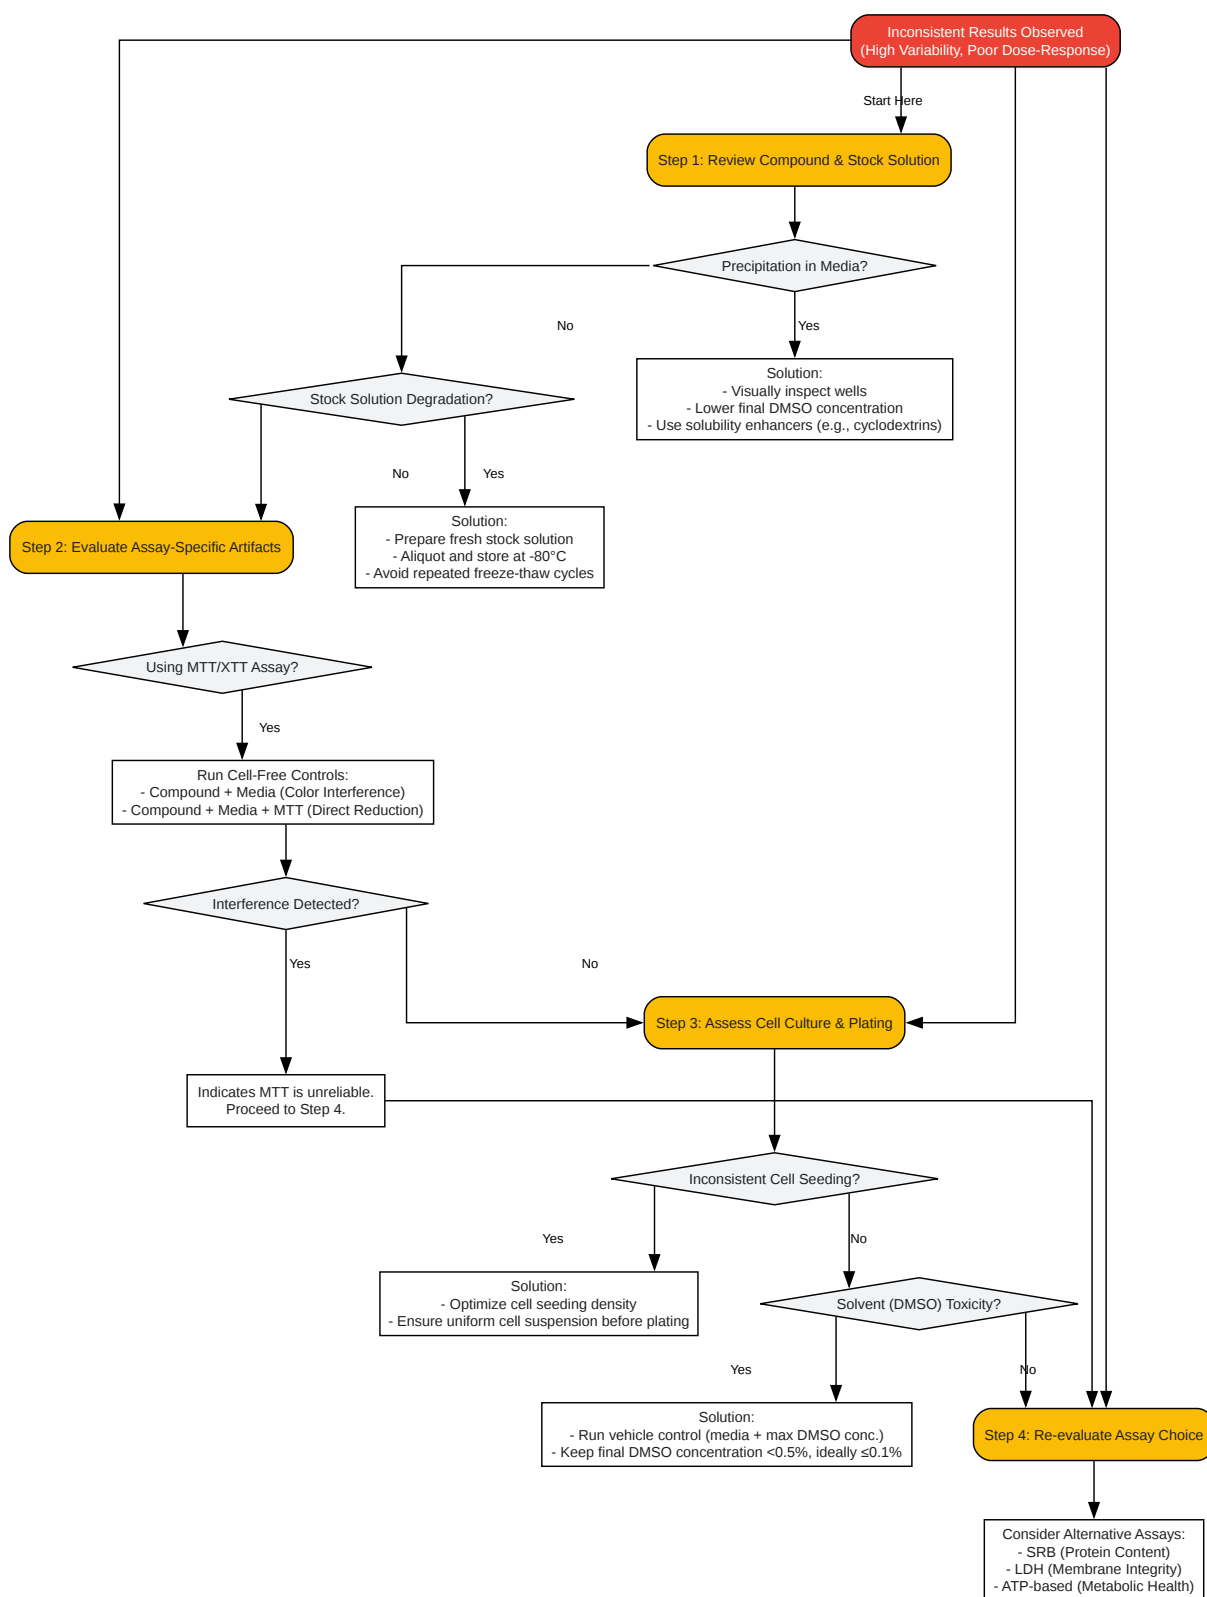 Inconsistent Results Observed
(High Variability, Poor Dose-Response)
Start Here
Step 1: Review Compound & Stock Solution
Precipitation in Media?
No
Yes
Solution:
- Visually inspect wells
- Lower final DMSO concentration
- Use solubility enhancers (e.g., cyclodextrins)
Stock Solution Degradation?
No
Yes
Solution:
- Prepare fresh stock solution
- Aliquot and store at -80°C
- Avoid repeated freeze-thaw cycles
Step 2: Evaluate Assay-Specific Artifacts
Using MTT/XTT Assay?
Yes
Run Cell-Free Controls:
- Compound + Media (Color Interference)
- Compound + Media + MTT (Direct Reduction)
Interference Detected?
Yes
No
Step 3: Assess Cell Culture & Plating
Indicates MTT is unreliable.
Proceed to Step 4.
Inconsistent Cell Seeding?
Yes
No
Solution:
- Optimize cell seeding density
- Ensure uniform cell suspension before plating
Solvent (DMSO) Toxicity?
Yes
No
Solution:
- Run vehicle control (media + max DMSO conc.)
- Keep final DMSO concentration <0.5%, ideally ≤0.1%
Step 4: Re-evaluate Assay Choice
Consider Alternative Assays:
- SRB (Protein Content)
- LDH (Membrane Integrity)
- ATP-based (Metabolic Health)